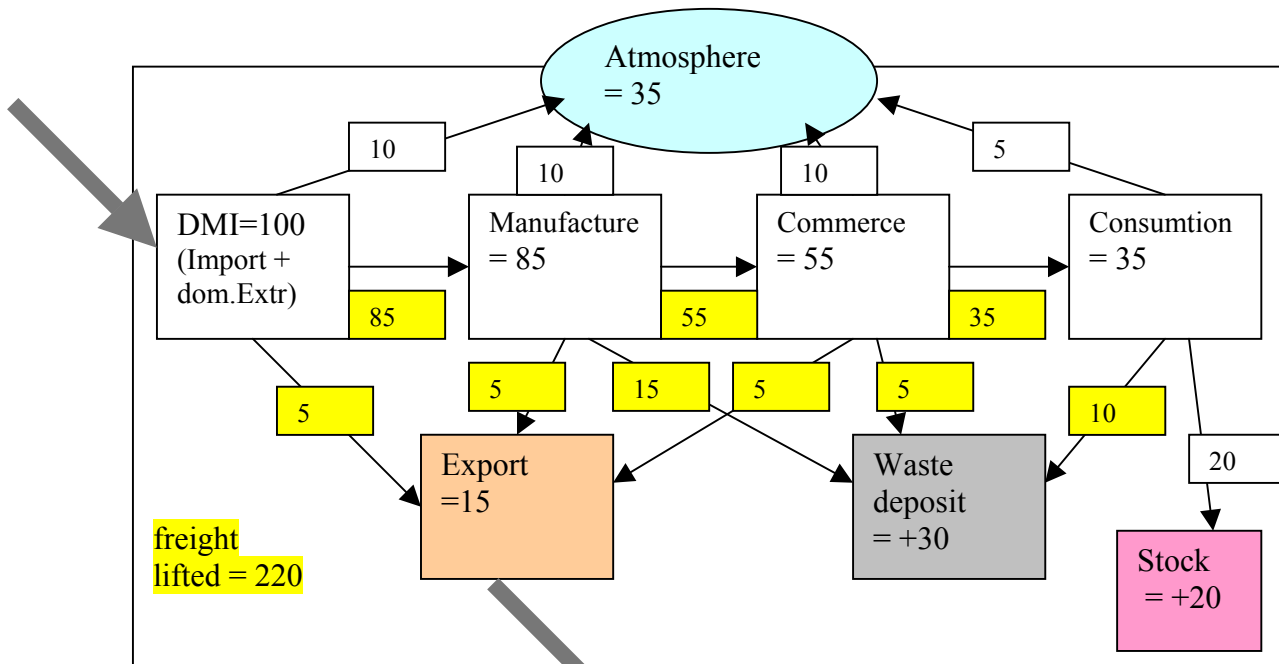 Atmosphere
= 35
10
10
10
5
DMI=100
(Import +
dom.Extr)
Manufacture
= 85
Commerce
= 55
Consumtion
= 35
85
55
35
5
5
15
5
5
10
20
Export
=15
Waste
deposit
= +30
freight
lifted = 220
Stock
= +20